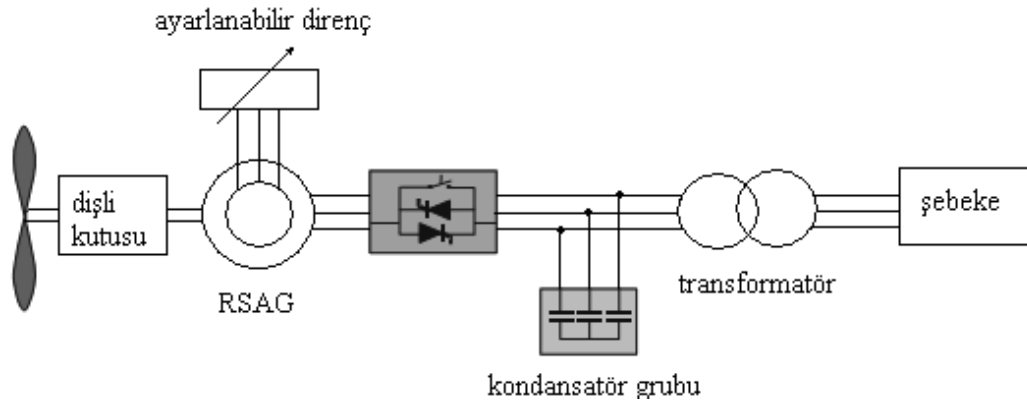 ayarlanabilir direnç
dişli
kutusu
şebeke
RSAG
transformatör
kondansatör grubu